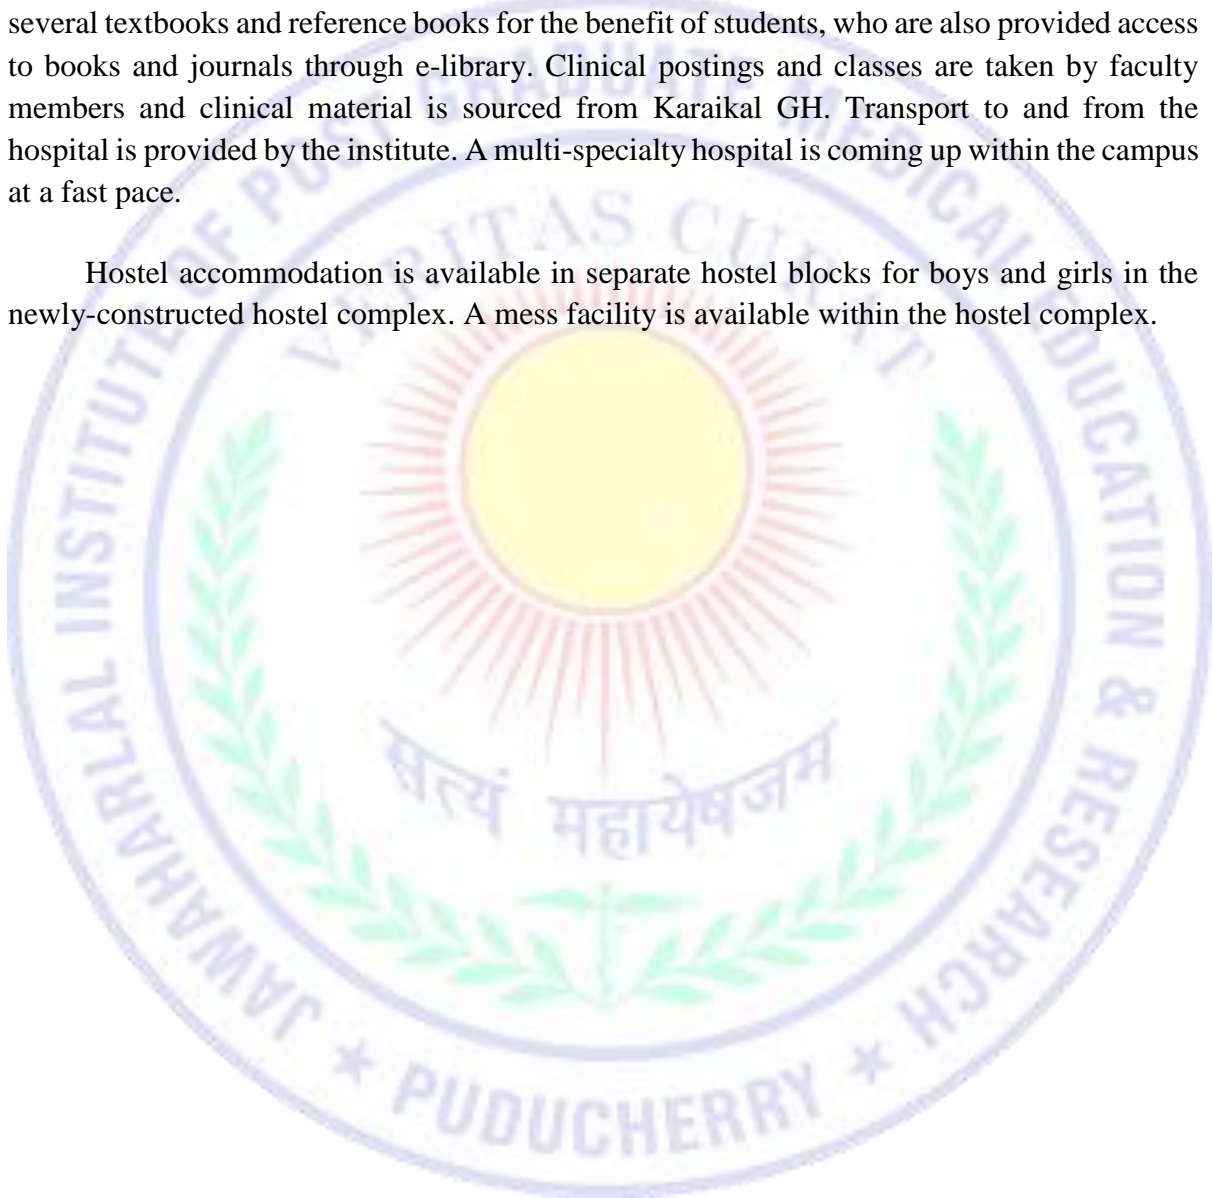 several textbooks and reference books for the benefit of students, who are also provided access
to books and journals through e-library. Clinical postings and classes are taken by faculty
members and clinical material is sourced from Karaikal GH. Transport to and from the
hospital is provided by the institute. A multi-specialty hospital is coming up within the campus
at a fast pace.
Hostel accommodation is available in separate hostel blocks for boys and girls in the
newly-constructed hostel complex. A mess facility is available within the hostel complex.
JAWAHARLAL INSTITUTE OF POST GRADUATE MEDICAL EDUCATION & RESEARCH
VERITAS CURAT
सत्यं महायेषजम
★ PUDUCHERRY ★